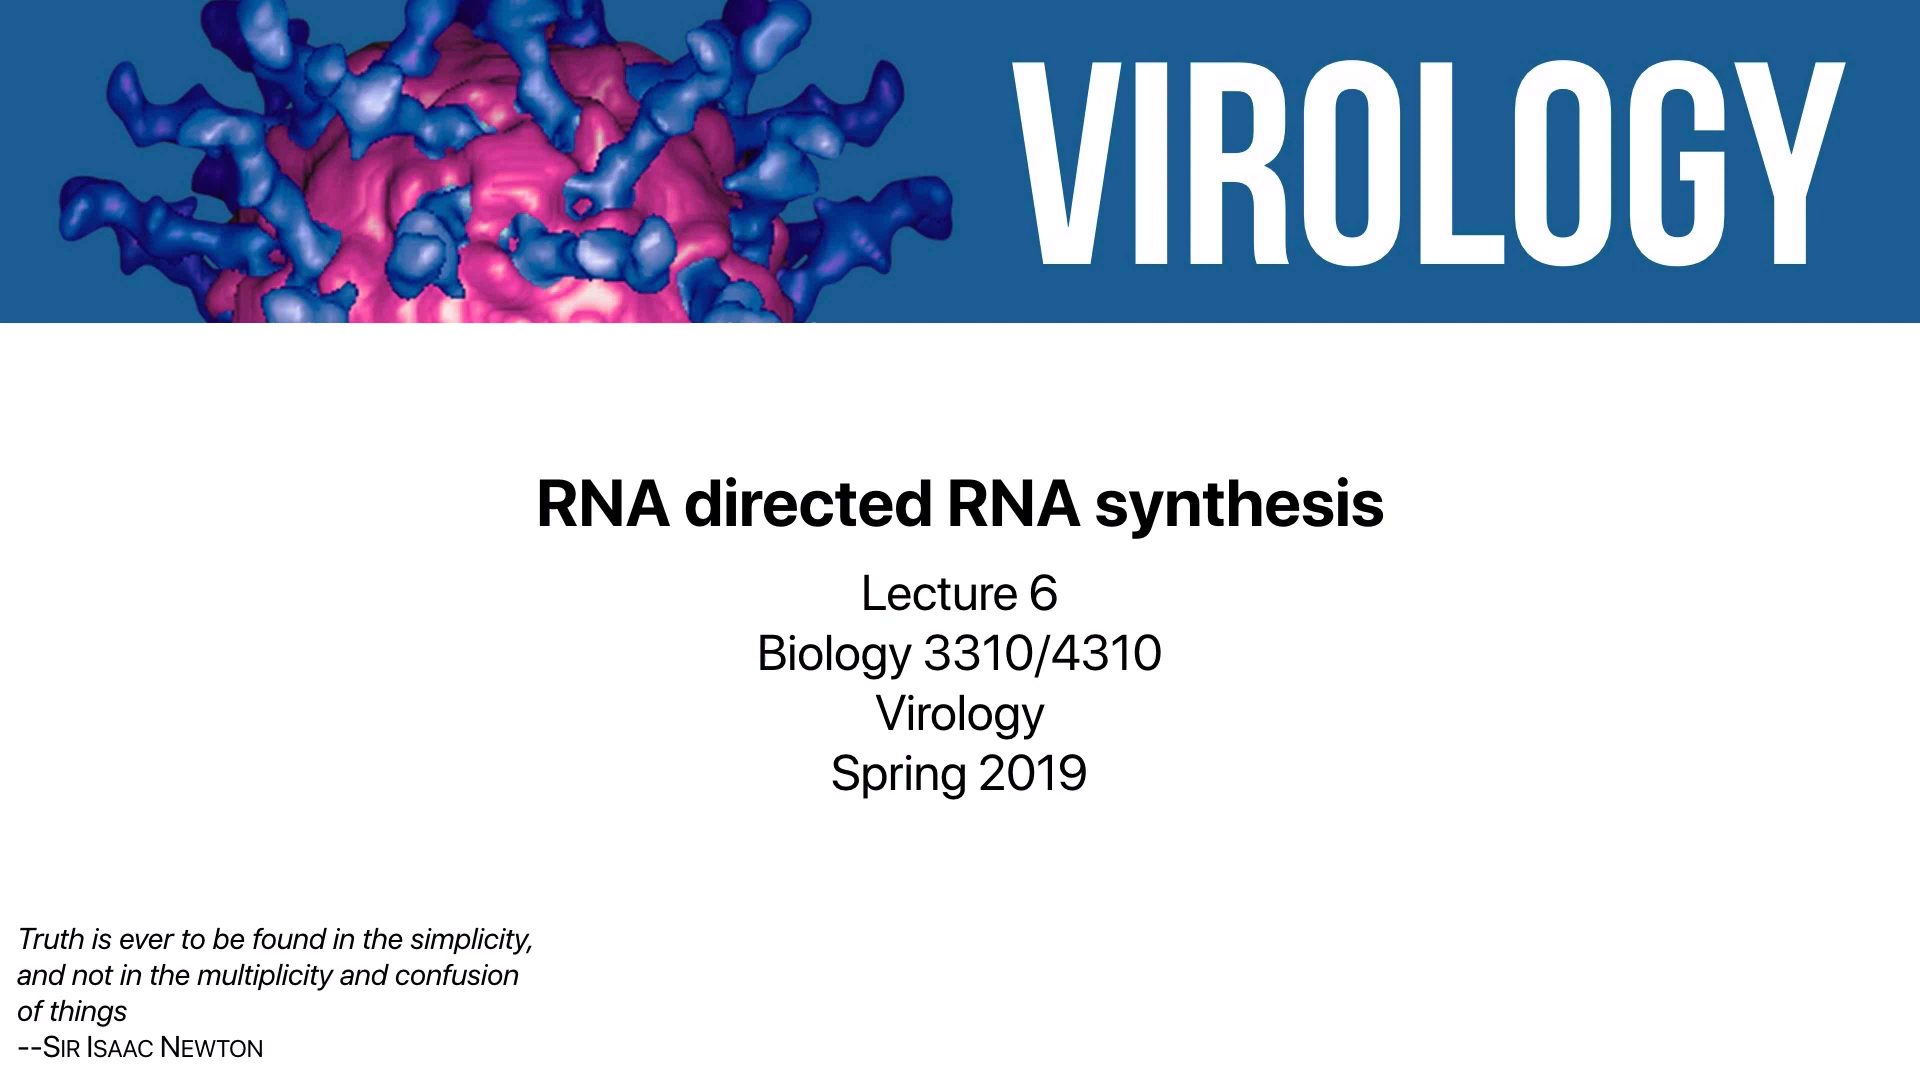 VIROLOGY
RNA directed RNA synthesis
Lecture 6
Biology 3310/4310
Virology
Spring 2019
Truth is ever to be found in the simplicity,
and not in the multiplicity and confusion
of things
--SIR ISAAC NEWTON